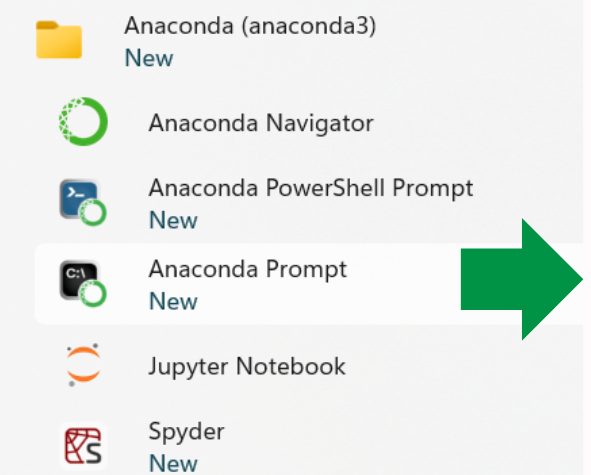 Anaconda (anaconda3)
New
Anaconda Navigator
Anaconda PowerShell Prompt
New
C:\
Anaconda Prompt
New
Jupyter Notebook
S
Spyder
New